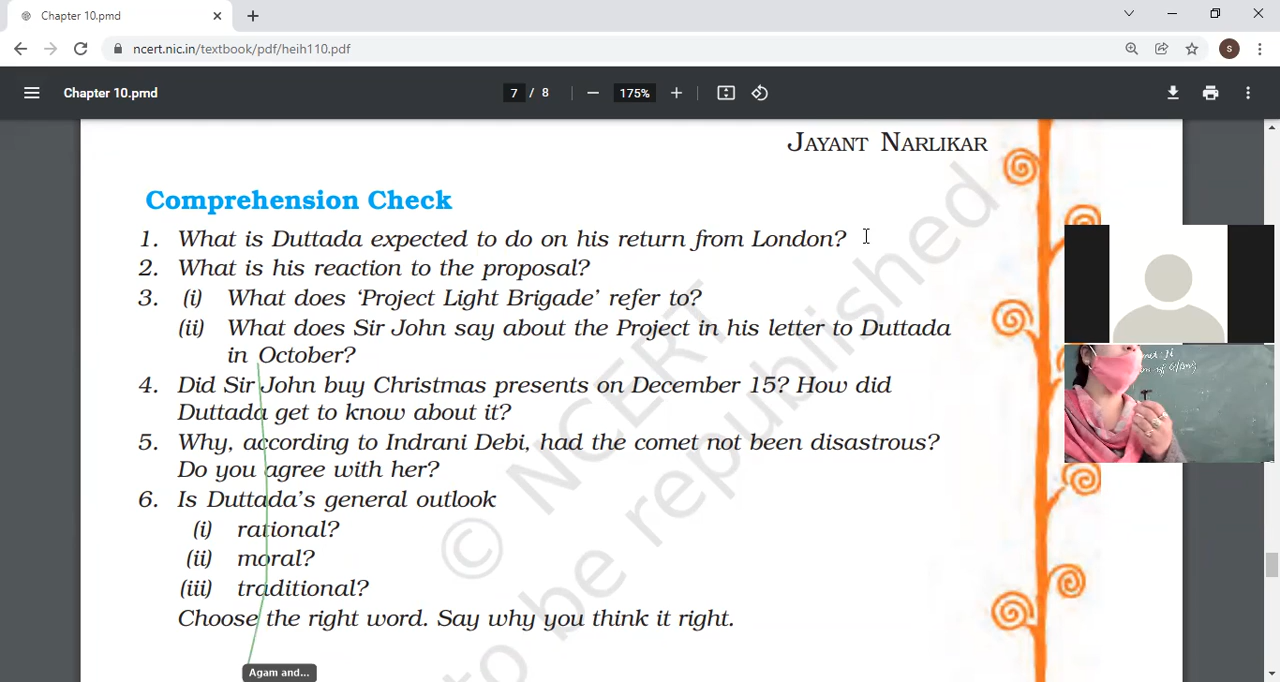 Chapter 10.pmd
ncert.nic.in/textbook/pdf/heih110.pdf
S
Chapter 10.pmd
7 / 8
175%
JAYANT NARLIKAR
Comprehension Check
1. What is Duttada expected to do on his return from London?
2. What is his reaction to the proposal?
3. (i) What does ‘Project Light Brigade’ refer to?
(ii) What does Sir John say about the Project in his letter to Duttada
in October?
4. Did Sir John buy Christmas presents on December 15? How did
Duttada get to know about it?
5. Why, according to Indrani Debi, had the comet not been disastrous?
Do you agree with her?
6. Is Duttada’s general outlook
(i) rational?
(ii) moral?
(iii) traditional?
Choose the right word. Say why you think it right.
© NCERT
to be republished
Agam and...